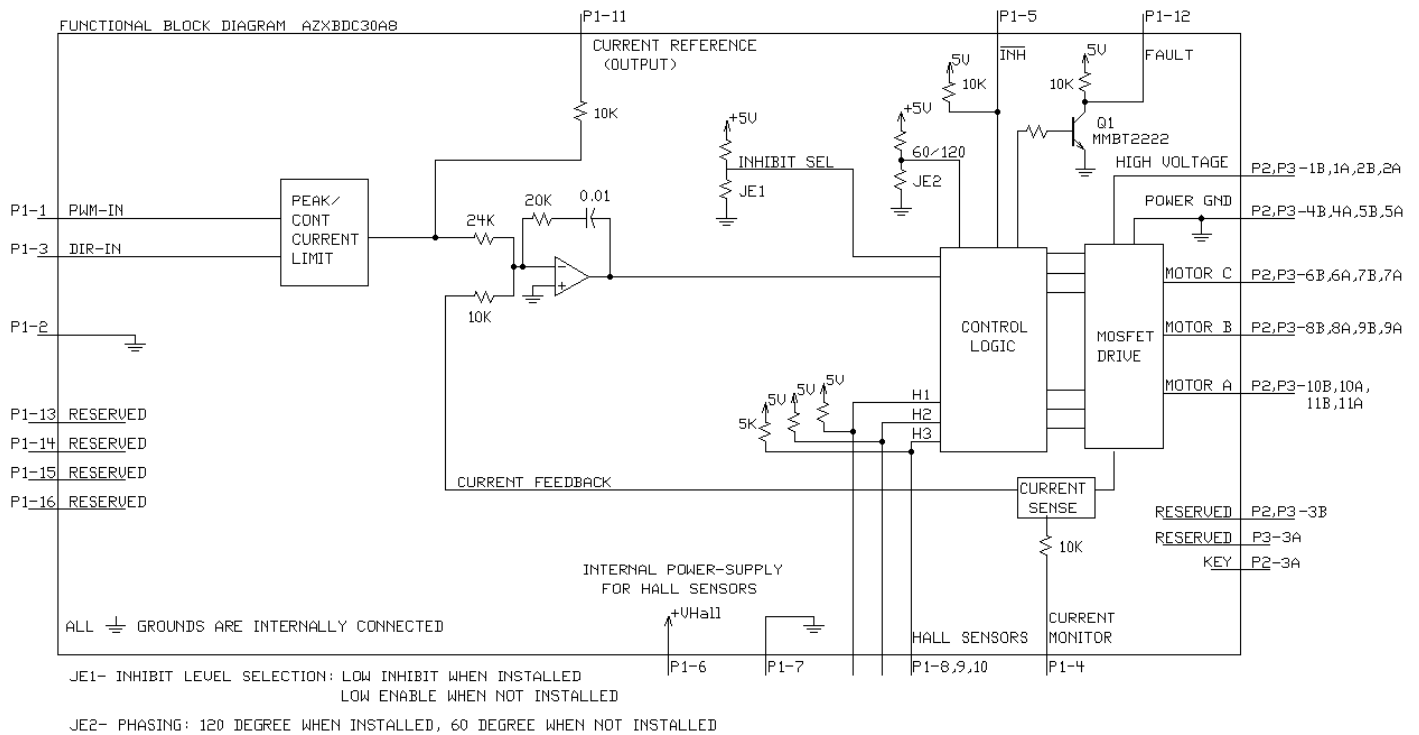 FUNCTIONAL BLOCK DIAGRAM AZXBDC30A8
P1-11
P1-5
P1-12
CURRENT REFERENCE
(OUTPUT)
INH
FAULT
5V
5V
10K
10K
10K
+5V
+5V
Q1
MMBT2222
INHIBIT SEL
60/120
JE1
JE2
HIGH VOLTAGE
P2,P3-1B,1A,2B,2A
POWER GND
P2,P3-4B,4A,5B,5A
P1-1 PWM-IN
P1-3 DIR-IN
PEAK/
CONT
CURRENT
LIMIT
24K
20K
0.01
10K
−
+
P1-2
CONTROL
LOGIC
MOSFET
DRIVE
MOTOR C
P2,P3-6B,6A,7B,7A
MOTOR B
P2,P3-8B,8A,9B,9A
MOTOR A
P2,P3-10B,10A,
11B,11A
5V
5V
5V
5K
H1
H2
H3
P1-13 RESERVED
P1-14 RESERVED
P1-15 RESERVED
P1-16 RESERVED
CURRENT FEEDBACK
CURRENT
SENSE
10K
RESERVED P2,P3-3B
RESERVED P3-3A
KEY P2-3A
INTERNAL POWER-SUPPLY
FOR HALL SENSORS
+VHall
ALL GROUNDS ARE INTERNALLY CONNECTED
HALL SENSORS
CURRENT
MONITOR
P1-6
P1-7
P1-8,9,10
P1-4
JE1- INHIBIT LEVEL SELECTION: LOW INHIBIT WHEN INSTALLED
LOW ENABLE WHEN NOT INSTALLED
JE2- PHASING: 120 DEGREE WHEN INSTALLED, 60 DEGREE WHEN NOT INSTALLED